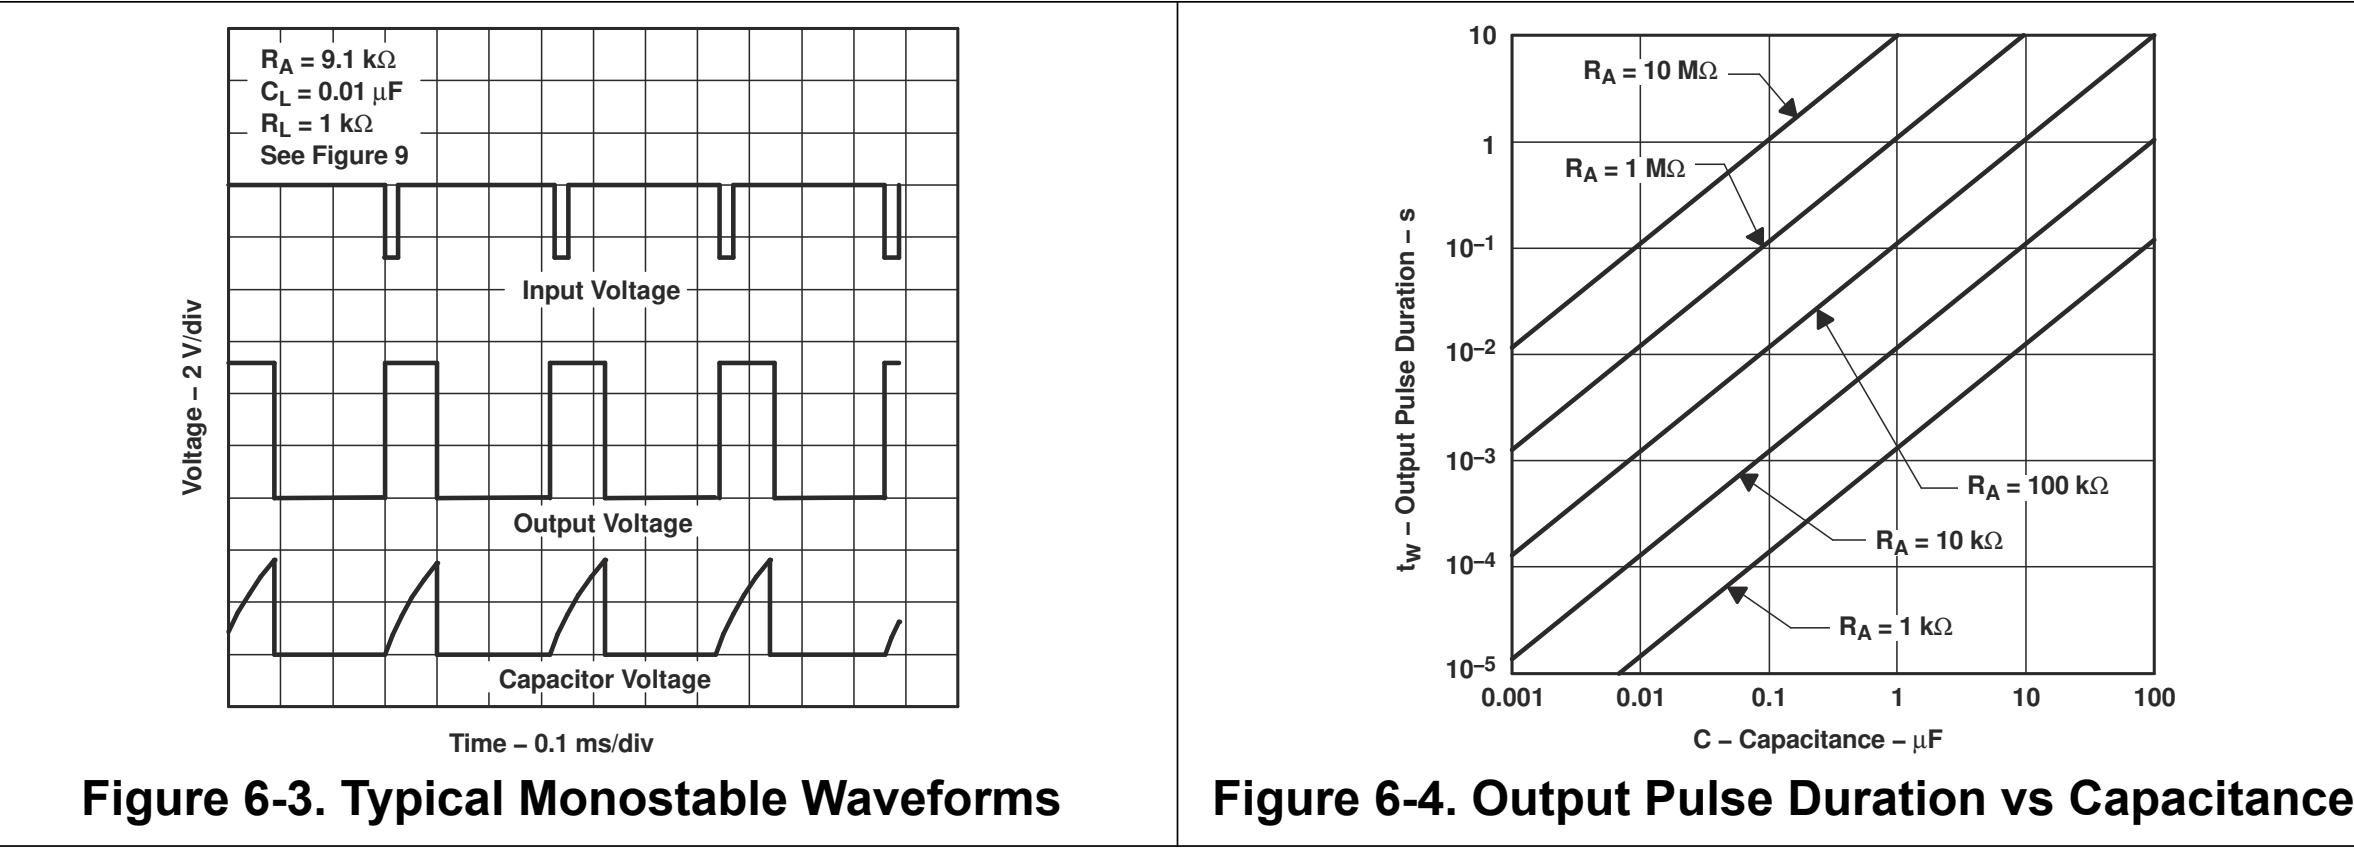 R_A = 9.1 kΩ
C_L = 0.01 μF
R_L = 1 kΩ
See Figure 9
Input Voltage
Output Voltage
Capacitor Voltage
Voltage – 2 V/div
Time – 0.1 ms/div
Figure 6-3. Typical Monostable Waveforms
10
1
10⁻¹
10⁻²
10⁻³
10⁻⁴
10⁻⁵
t_w – Output Pulse Duration – s
R_A = 10 MΩ
R_A = 1 MΩ
R_A = 100 kΩ
R_A = 10 kΩ
R_A = 1 kΩ
0.001 0.01 0.1 1 10 100
C – Capacitance – μF
Figure 6-4. Output Pulse Duration vs Capacitance